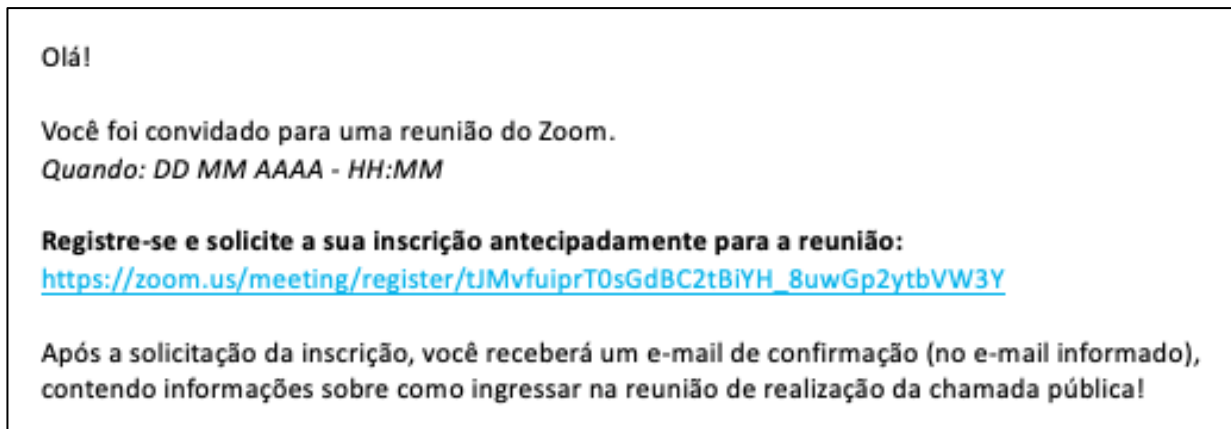 Olá!
Você foi convidado para uma reunião do Zoom.
Quando: DD MM AAAA - HH:MM
Registre-se e solicite a sua inscrição antecipadamente para a reunião:
https://zoom.us/meeting/register/tJMvfuiprT0sGdBC2tBiYH_8uwGp2ytbVW3Y
Após a solicitação da inscrição, você receberá um e-mail de confirmação (no e-mail informado),
contendo informações sobre como ingressar na reunião de realização da chamada pública!